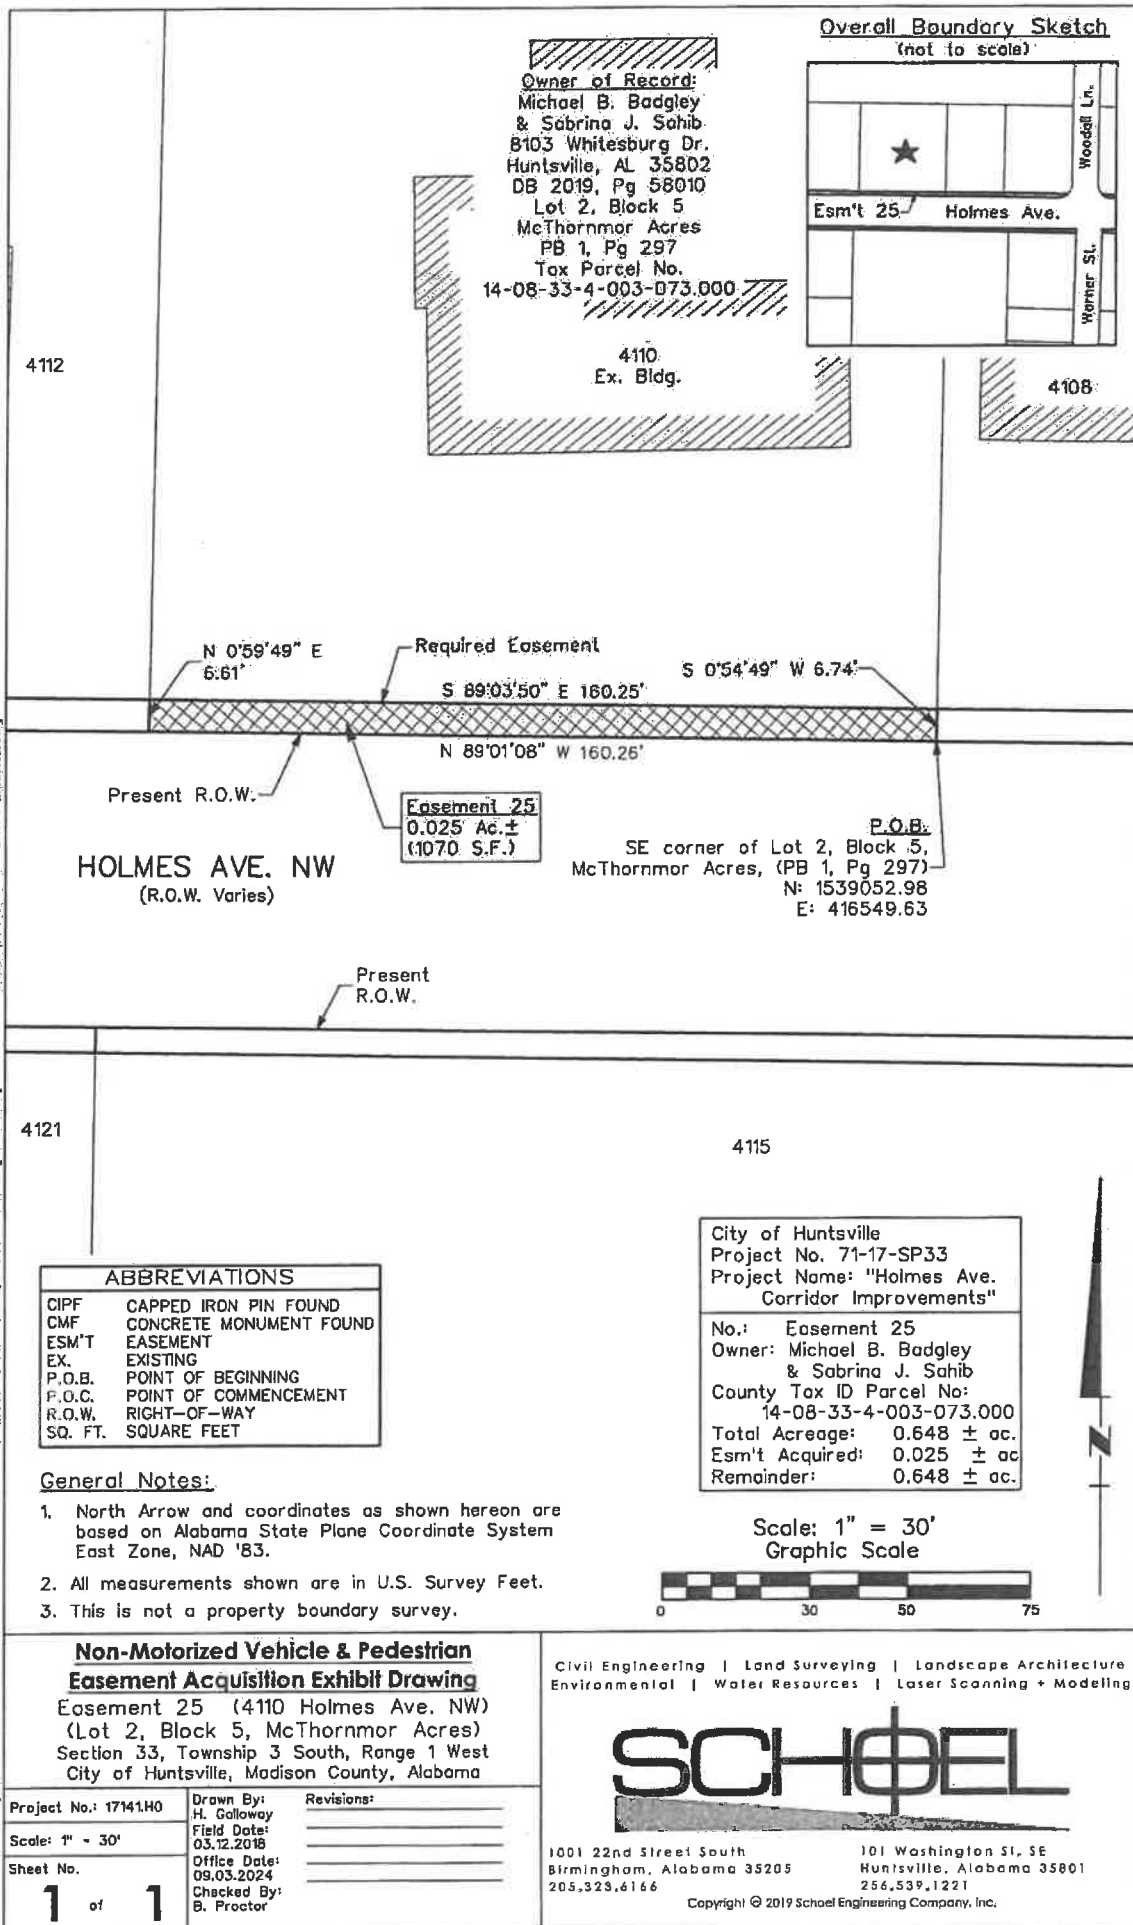 Overall Boundary Sketch
(not to scale)
Woodall Ln.
Esm't 25
Holmes Ave.
Warner St.
Owner of Record:
Michael B. Badgley
& Sabrina J. Sahib
8103 Whitesburg Dr.
Huntsville, AL 35802
DB 2019, Pg 58010
Lot 2, Block 5
McThornmor Acres
PB 1, Pg 297
Tax Parcel No.
14-08-33-4-003-073.000
4112
4110
Ex. Bldg.
4108
N 0°59'49" E
6.61'
Required Easement
S 0°54'49" W 6.74'
S 89°03'50" E 160.25'
N 89°01'08" W 160.26'
Present R.O.W.
Easement 25
0.025 Ac.±
(1070 S.F.)
P.O.B.
SE corner of Lot 2, Block 5,
McThornmor Acres, (PB 1, Pg 297)
N: 1539052.98
E: 416549.63
HOLMES AVE. NW
(R.O.W. Varies)
Present
R.O.W.
4121
4115
ABBREVIATIONS
CIPF CAPPED IRON PIN FOUND
CMF CONCRETE MONUMENT FOUND
ESM'T EASEMENT
EX. EXISTING
P.O.B. POINT OF BEGINNING
P.O.C. POINT OF COMMENCEMENT
R.O.W. RIGHT-OF-WAY
SQ. FT. SQUARE FEET
City of Huntsville
Project No. 71-17-SP33
Project Name: "Holmes Ave.
Corridor Improvements"
No.: Easement 25
Owner: Michael B. Badgley
& Sabrina J. Sahib
County Tax ID Parcel No:
14-08-33-4-003-073.000
Total Acreage: 0.648 ± ac.
Esm't Acquired: 0.025 ± ac
Remainder: 0.648 ± ac.
N
General Notes:
1. North Arrow and coordinates as shown hereon are
based on Alabama State Plane Coordinate System
East Zone, NAD '83.
2. All measurements shown are in U.S. Survey Feet.
3. This is not a property boundary survey.
Scale: 1" = 30'
Graphic Scale
0 30 50 75
Non-Motorized Vehicle & Pedestrian
Easement Acquisition Exhibit Drawing
Easement 25 (4110 Holmes Ave. NW)
(Lot 2, Block 5, McThornmor Acres)
Section 33, Township 3 South, Range 1 West
City of Huntsville, Madison County, Alabama
Project No.: 17141.H0
Scale: 1" = 30'
Sheet No.
1 of 1
Drawn By:
H. Galloway
Field Date:
03.12.2018
Office Date:
09.03.2024
Checked By:
B. Proctor
Revisions:
Civil Engineering | Land Surveying | Landscape Architecture
Environmental | Water Resources | Laser Scanning + Modeling
SCHOEL
1001 22nd Street South
Birmingham, Alabama 35205
205.323.6166
101 Washington St, SE
Huntsville, Alabama 35801
256.539.1221
Copyright © 2019 Schoel Engineering Company, Inc.